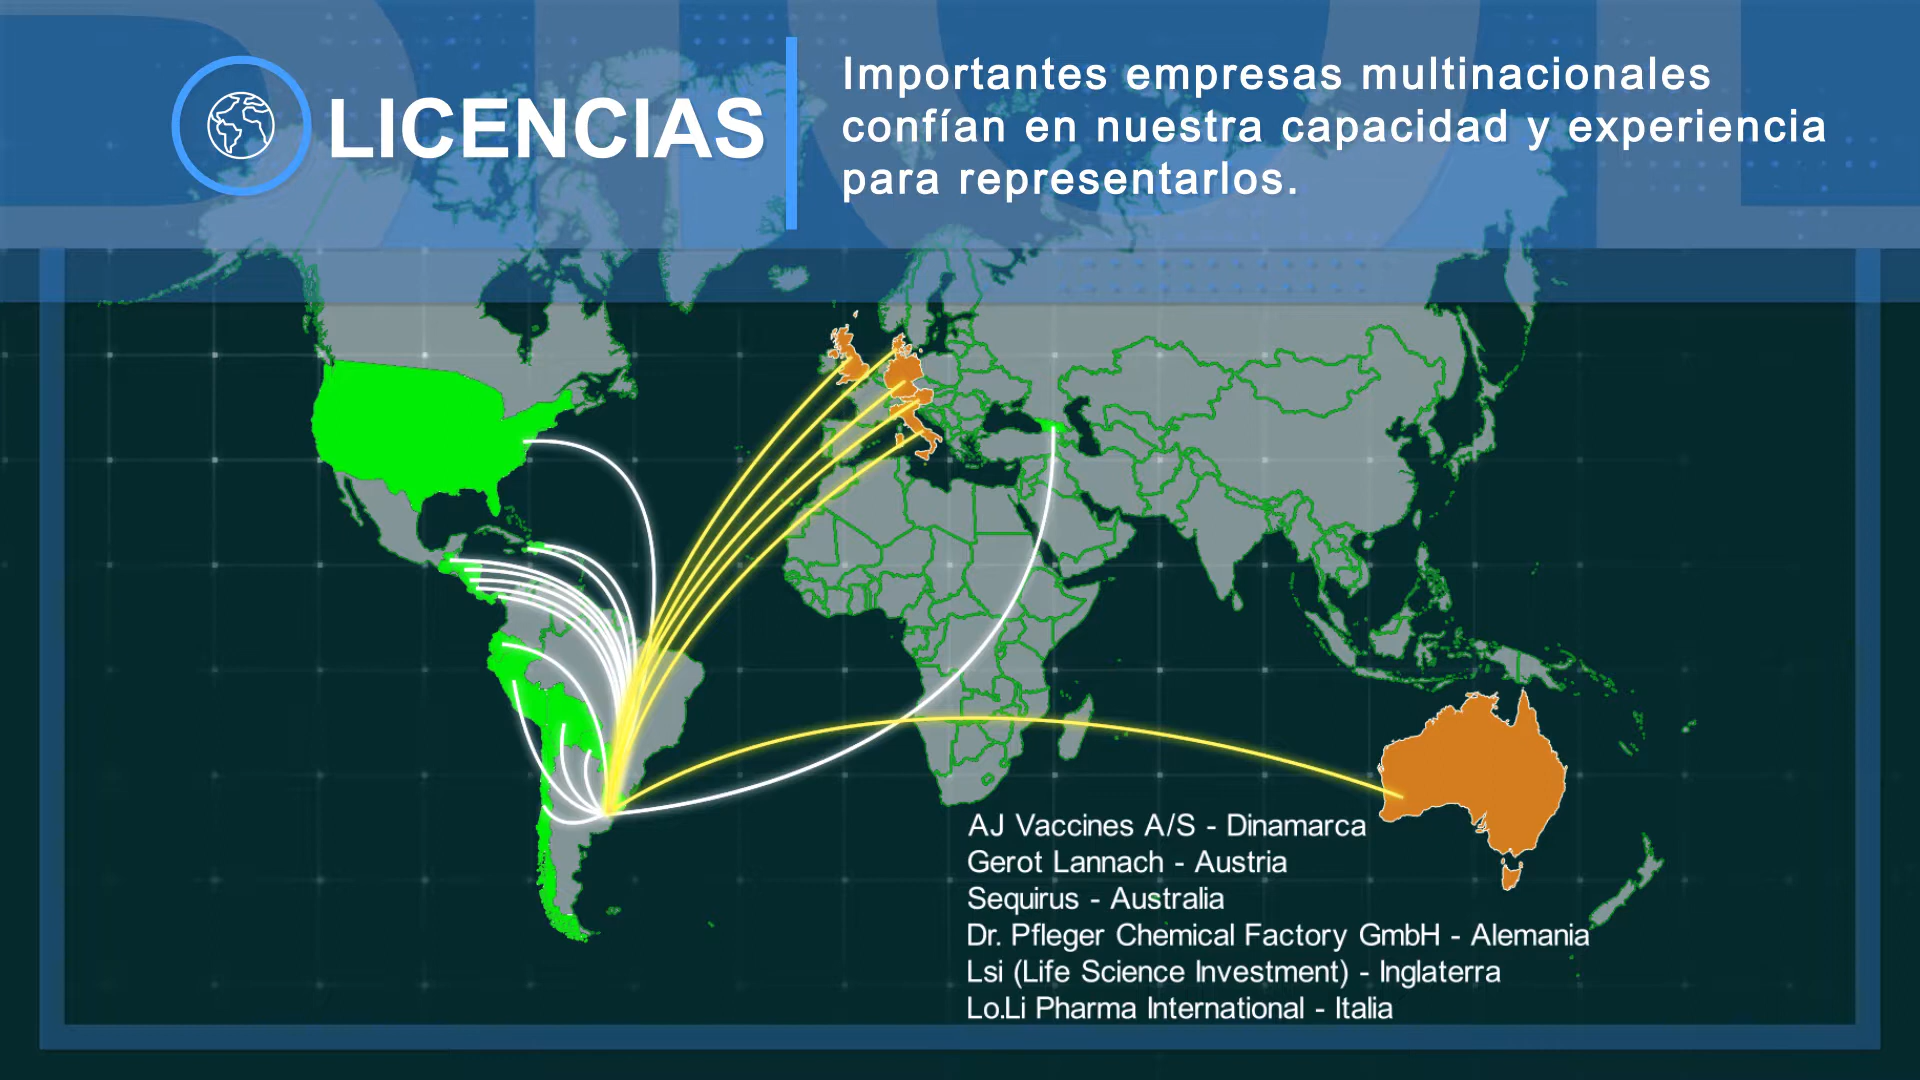 LICENCIAS
Importantes empresas multinacionales
confían en nuestra capacidad y experiencia
para representarlos.
AJ Vaccines A/S - Dinamarca
Gerot Lannach - Austria
Sequirus - Australia
Dr. Pfleger Chemical Factory GmbH - Alemania
Lsi (Life Science Investment) - Inglaterra
Lo.Li Pharma International - Italia